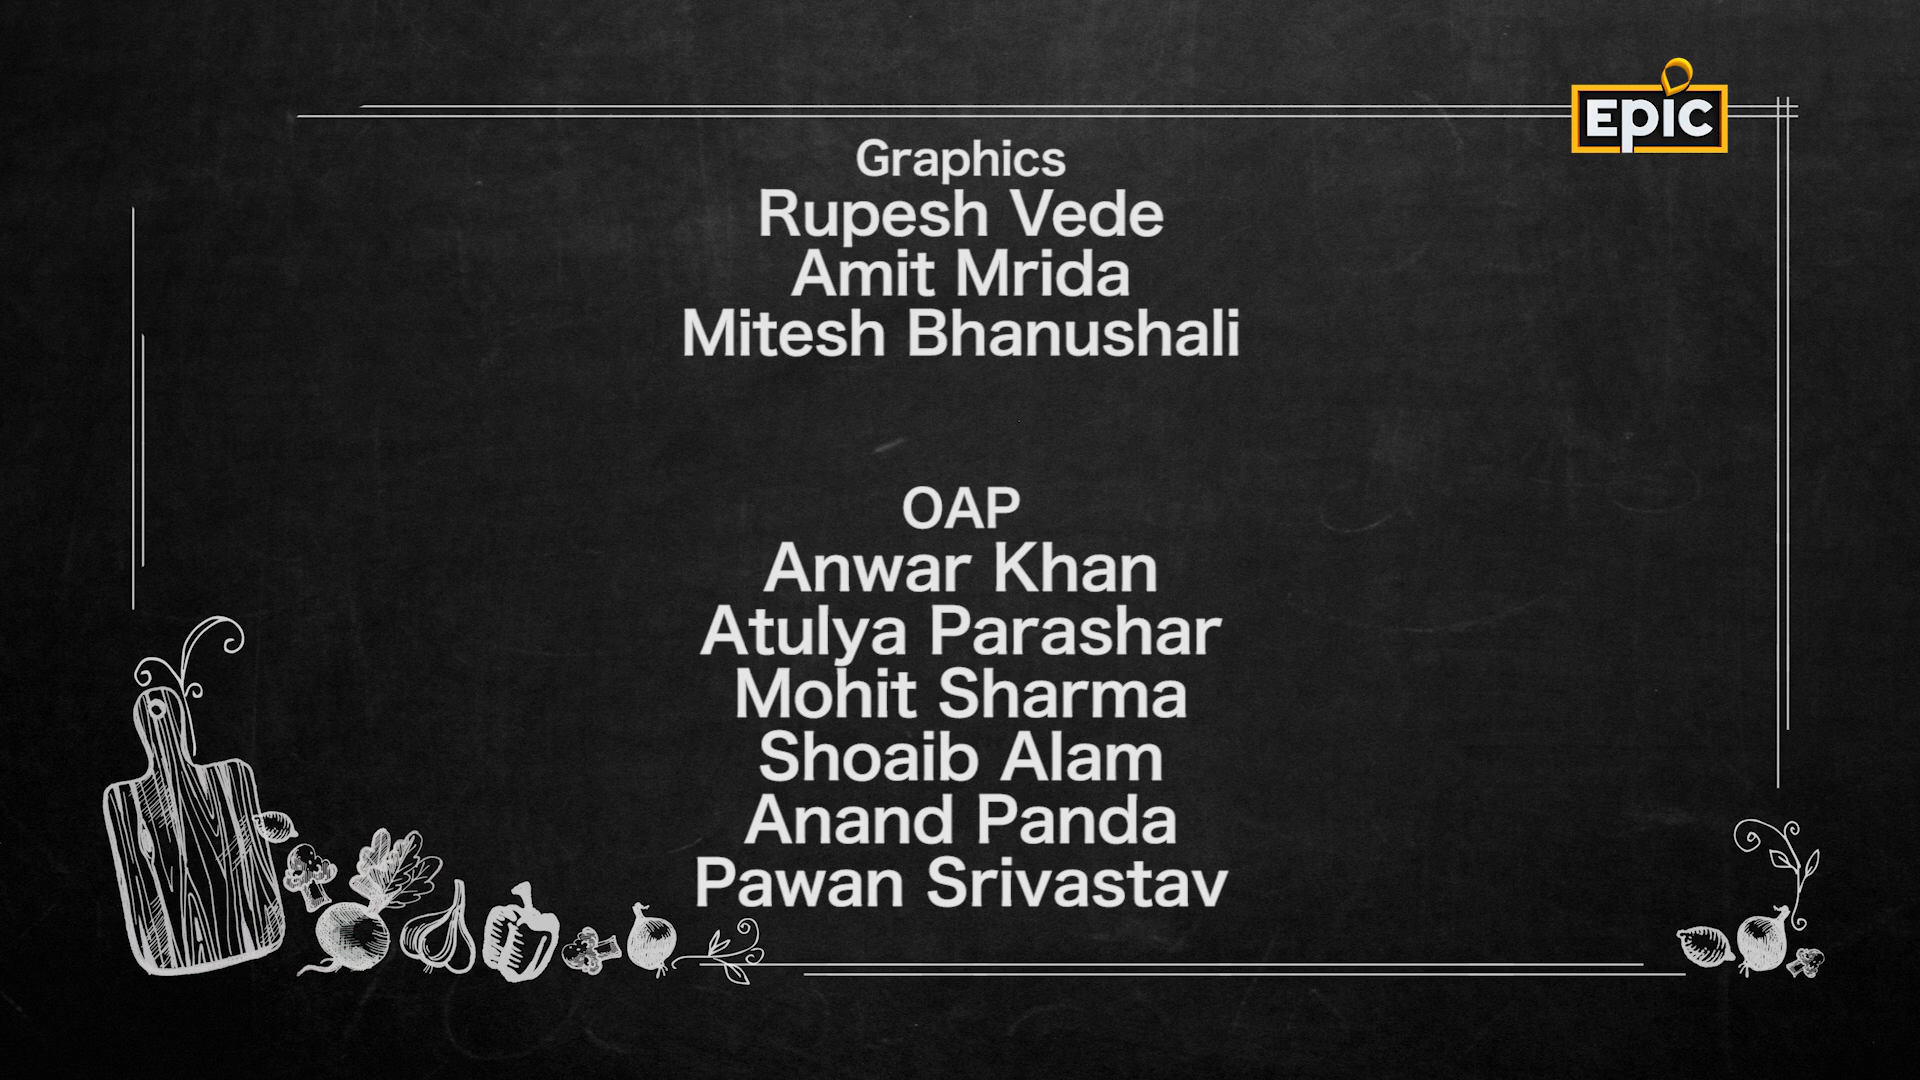 Epic
Graphics
Rupesh Vede
Amit Mrida
Mitesh Bhanushali
OAP
Anwar Khan
Atulya Parashar
Mohit Sharma
Shoaib Alam
Anand Panda
Pawan Srivastav